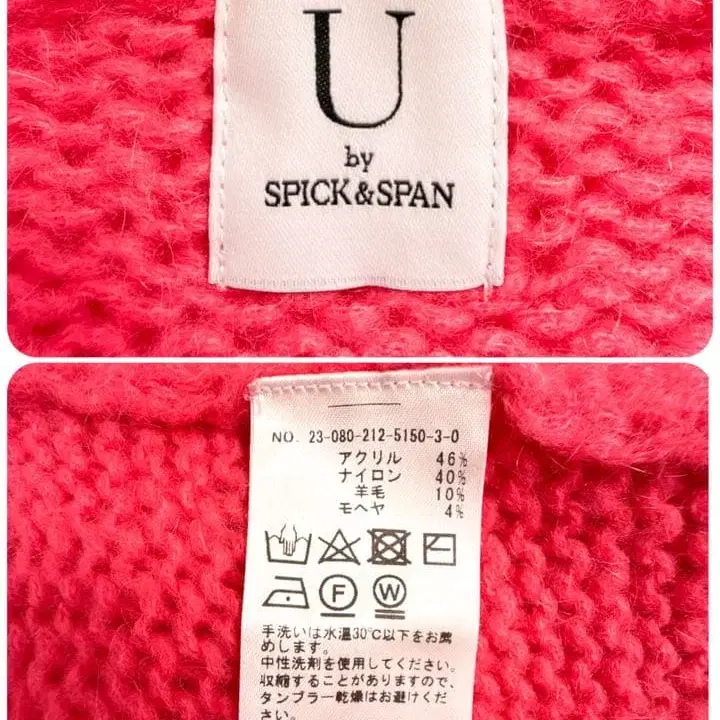 U
by
SPICK&SPAN
NO. 23-080-212-5150-3-0
アクリル 46%
ナイロン 40%
羊毛 10%
モヘヤ 4%
F W
手洗いは水温30℃以下をお薦
めします。
中性洗剤を使用してください。
収縮することがありますので、
タンブラー乾燥はお避けくだ
さい。